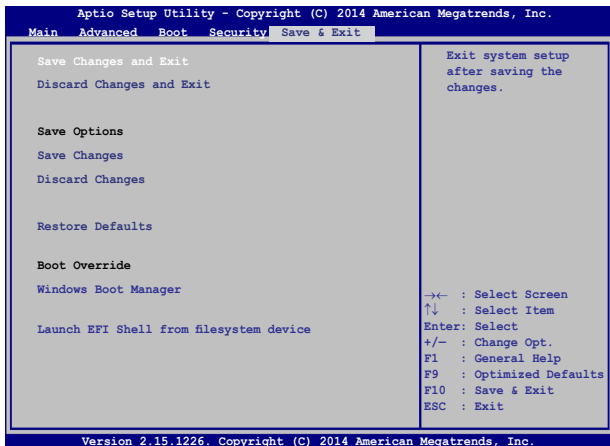 Aptio Setup Utility - Copyright (C) 2014 American Megatrends, Inc.
Main Advanced Boot Security Save & Exit
Save Changes and Exit
Discard Changes and Exit
Save Options
Save Changes
Discard Changes
Restore Defaults
Boot Override
Windows Boot Manager
Launch EFI Shell from filesystem device
Exit system setup
after saving the
changes.
→← : Select Screen
↑↓ : Select Item
Enter: Select
+/— : Change Opt.
F1 : General Help
F9 : Optimized Defaults
F10 : Save & Exit
ESC : Exit
Version 2.15.1226. Copyright (C) 2014 American Megatrends, Inc.